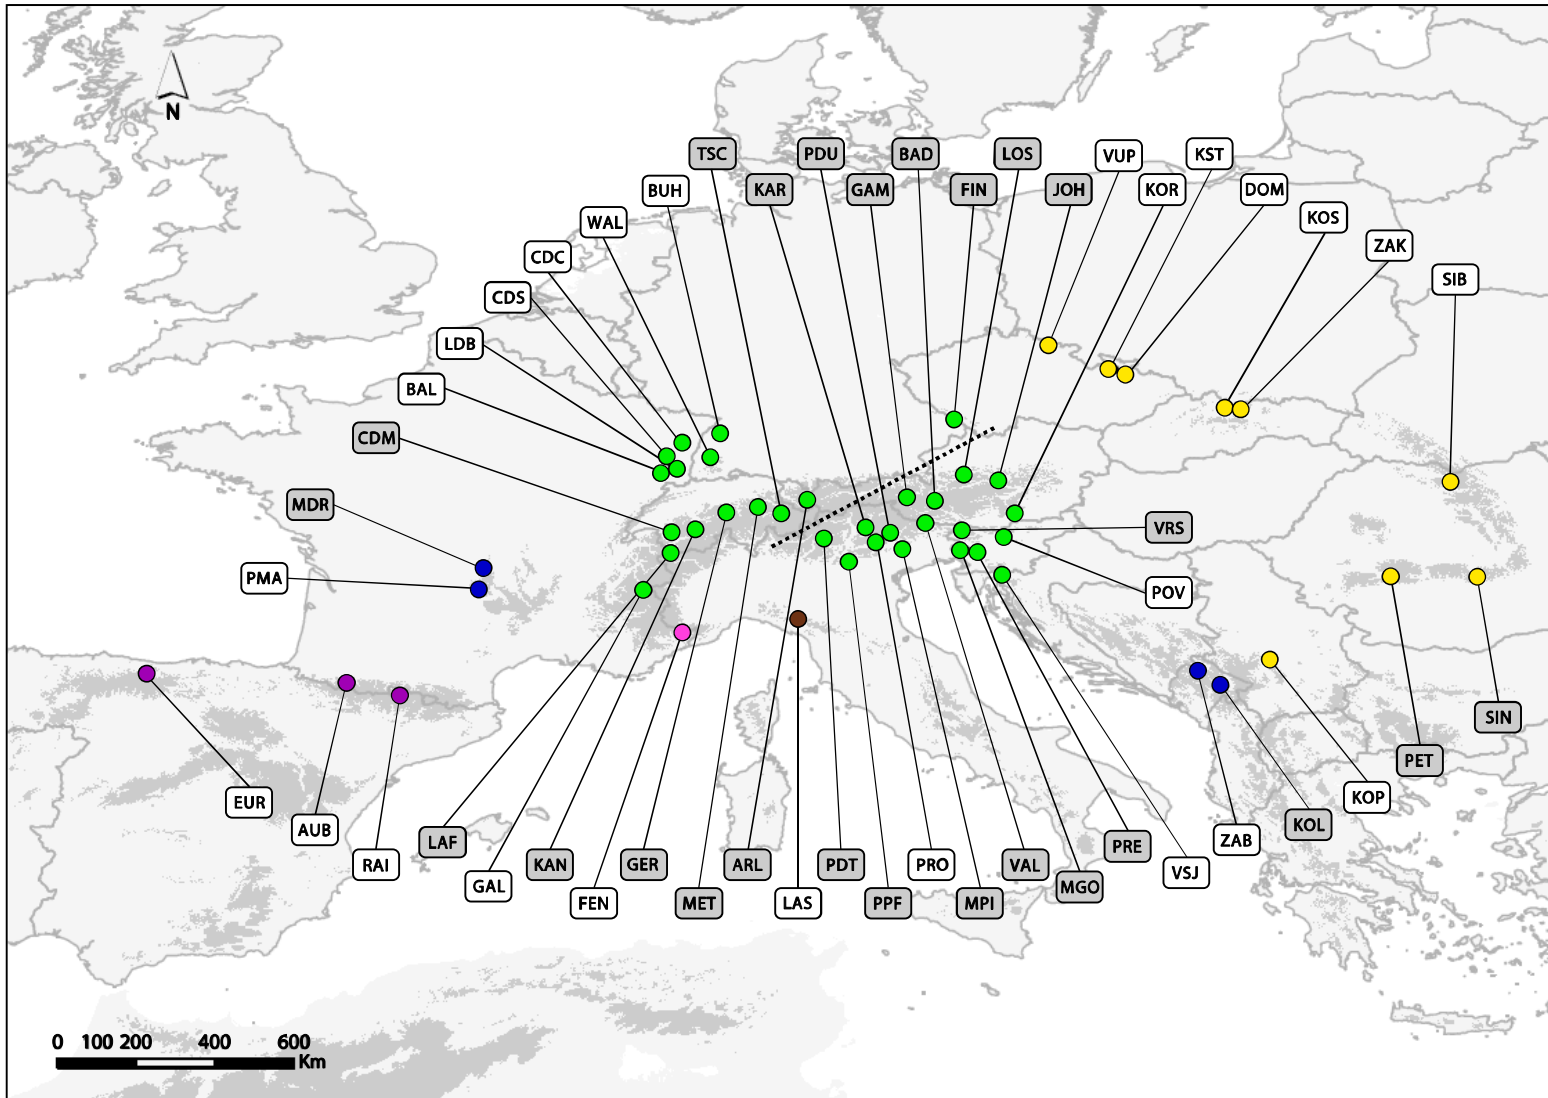 N
TSC
PDU
BAD
LOS
VUP
KST
BUH
KAR
GAM
FIN
JOH
KOR
DOM
WAL
KOS
CDC
ZAK
CDS
SIB
LDB
BAL
CDM
MDR
VRS
PMA
POV
SIN
PET
EUR
KOP
AUB
KOL
LAF
ZAB
PRE
RAI
KAN
GER
ARL
PDT
PRO
VAL
VSJ
GAL
MGO
FEN
MET
LAS
PPF
MPI
0 100 200 400 600
Km